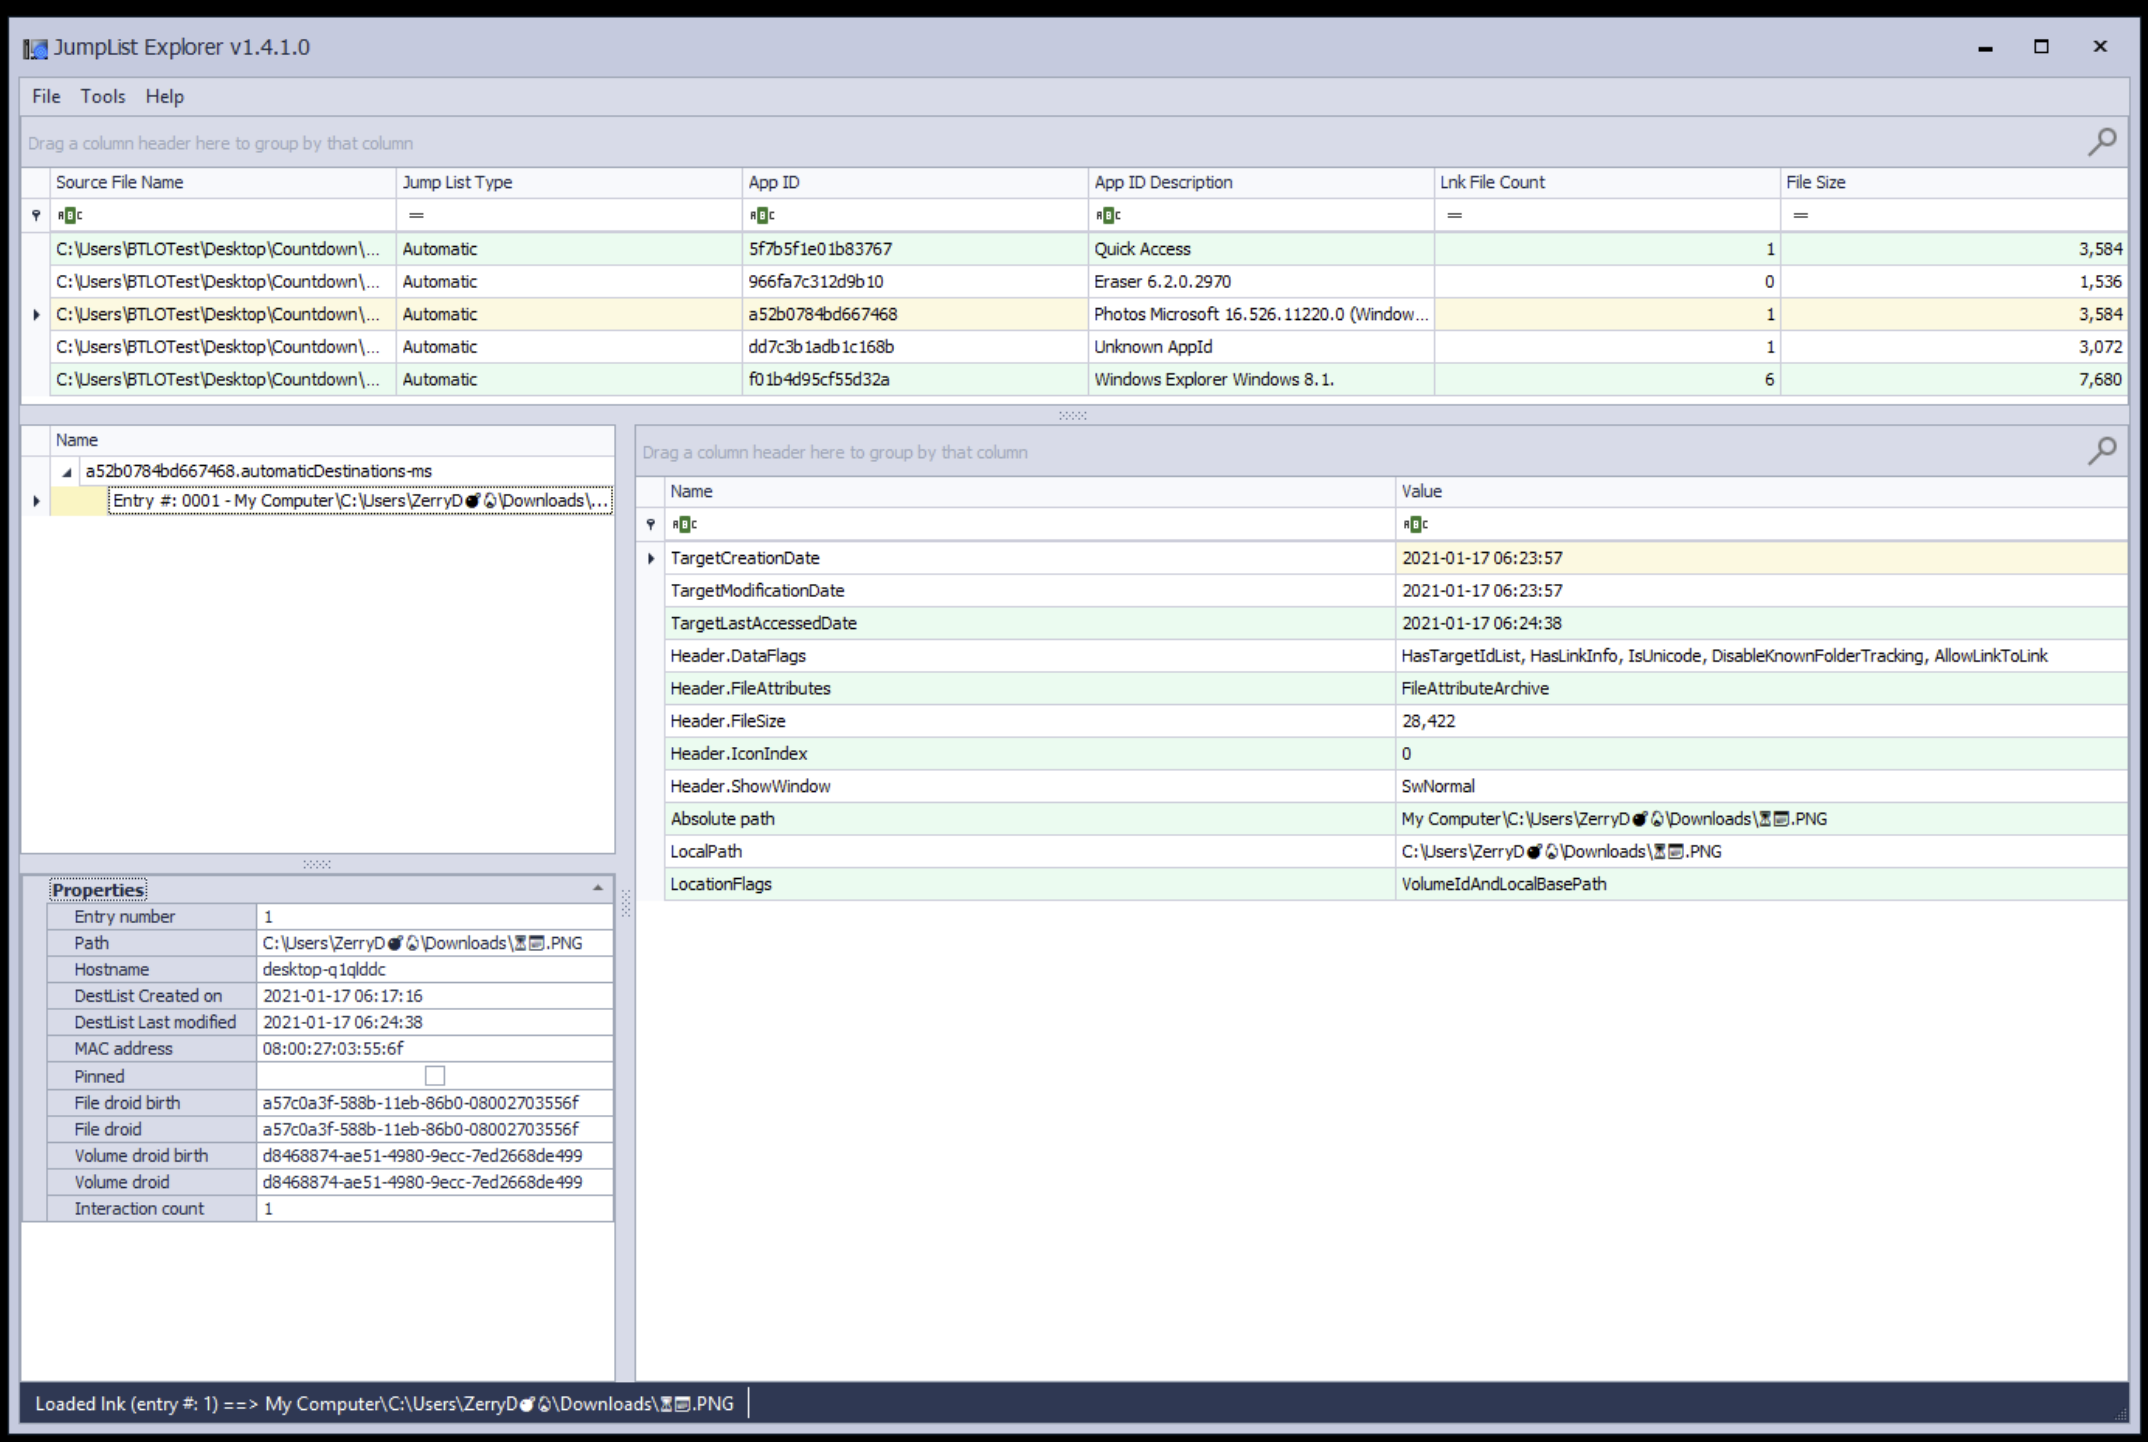 JumpList Explorer v1.4.1.0
File Tools Help
Drag a column header here to group by that column
Source File Name Jump List Type App ID App ID Description Lnk File Count File Size
ABC = ABC ABC = =
C:\Users\BTLOTest\Desktop\Countdown\... Automatic 5f7b5f1e01b83767 Quick Access 1 3,584
C:\Users\BTLOTest\Desktop\Countdown\... Automatic 966fa7c312d9b10 Eraser 6.2.0.2970 0 1,536
C:\Users\BTLOTest\Desktop\Countdown\... Automatic a52b0784bd667468 Photos Microsoft 16.526.11220.0 (Window... 1 3,584
C:\Users\BTLOTest\Desktop\Countdown\... Automatic dd7c3b1adb1c168b Unknown AppId 1 3,072
C:\Users\BTLOTest\Desktop\Countdown\... Automatic f01b4d95cf55d32a Windows Explorer Windows 8.1. 6 7,680
Name
a52b0784bd667468.automaticDestinations-ms
Entry #: 0001 - My Computer\C:\Users\ZerryD💣🔔\Downloads\...
Properties
Entry number 1
Path C:\Users\ZerryD💣🔔\Downloads\⏳📅.PNG
Hostname desktop-q1qlddc
DestList Created on 2021-01-17 06:17:16
DestList Last modified 2021-01-17 06:24:38
MAC address 08:00:27:03:55:6f
Pinned
File droid birth a57c0a3f-588b-11eb-86b0-08002703556f
File droid a57c0a3f-588b-11eb-86b0-08002703556f
Volume droid birth d8468874-ae51-4980-9ecc-7ed2668de499
Volume droid d8468874-ae51-4980-9ecc-7ed2668de499
Interaction count 1
Drag a column header here to group by that column
Name Value
ABC ABC
TargetCreationDate 2021-01-17 06:23:57
TargetModificationDate 2021-01-17 06:23:57
TargetLastAccessedDate 2021-01-17 06:24:38
Header.DataFlags HasTargetIdList, HasLinkInfo, IsUnicode, DisableKnownFolderTracking, AllowLinkToLink
Header.FileAttributes FileAttributeArchive
Header.FileSize 28,422
Header.IconIndex 0
Header.ShowWindow SwNormal
Absolute path My Computer\C:\Users\ZerryD💣🔔\Downloads\⏳📅.PNG
LocalPath C:\Users\ZerryD💣🔔\Downloads\⏳📅.PNG
LocationFlags VolumeIdAndLocalBasePath
Loaded lnk (entry #: 1) ==> My Computer\C:\Users\ZerryD💣🔔\Downloads\⏳📅.PNG